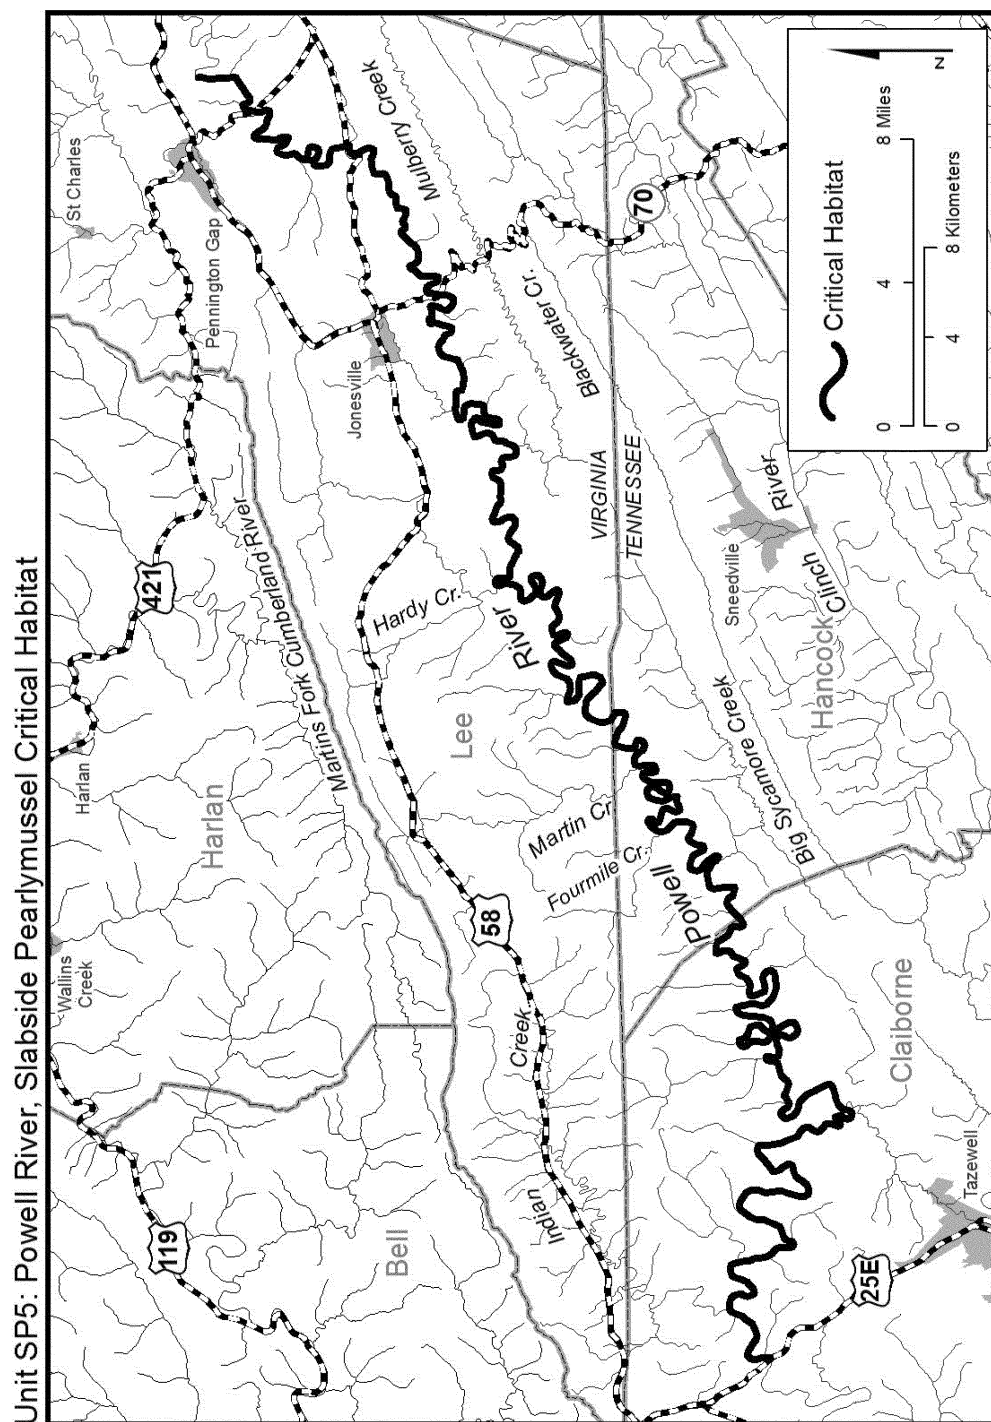 Unit SP5: Powell River, Slabside Pearlymussel Critical Habitat
119
Wallins
Creek
Harlan
421
St Charles
Harlan
Pennington Gap
Martins Fork Cumberland River
Bell
Jonesville
58
Lee
Hardy Cr.
Mulberry Creek
Indian
Creek
Martin Cr.
Fourmile Cr.
River
Powell
Blackwater Cr.
VIRGINIA
TENNESSEE
70
Big Sycamore Creek
Sneedville
Hancock
Clinch
River
25E
Claiborne
Tazewell
Critical Habitat
0
4
8 Miles
0
4
8 Kilometers
N